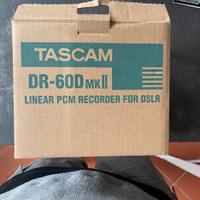 TASCAM
DR-60DMKII
LINEAR PCM RECORDER FOR DSLR